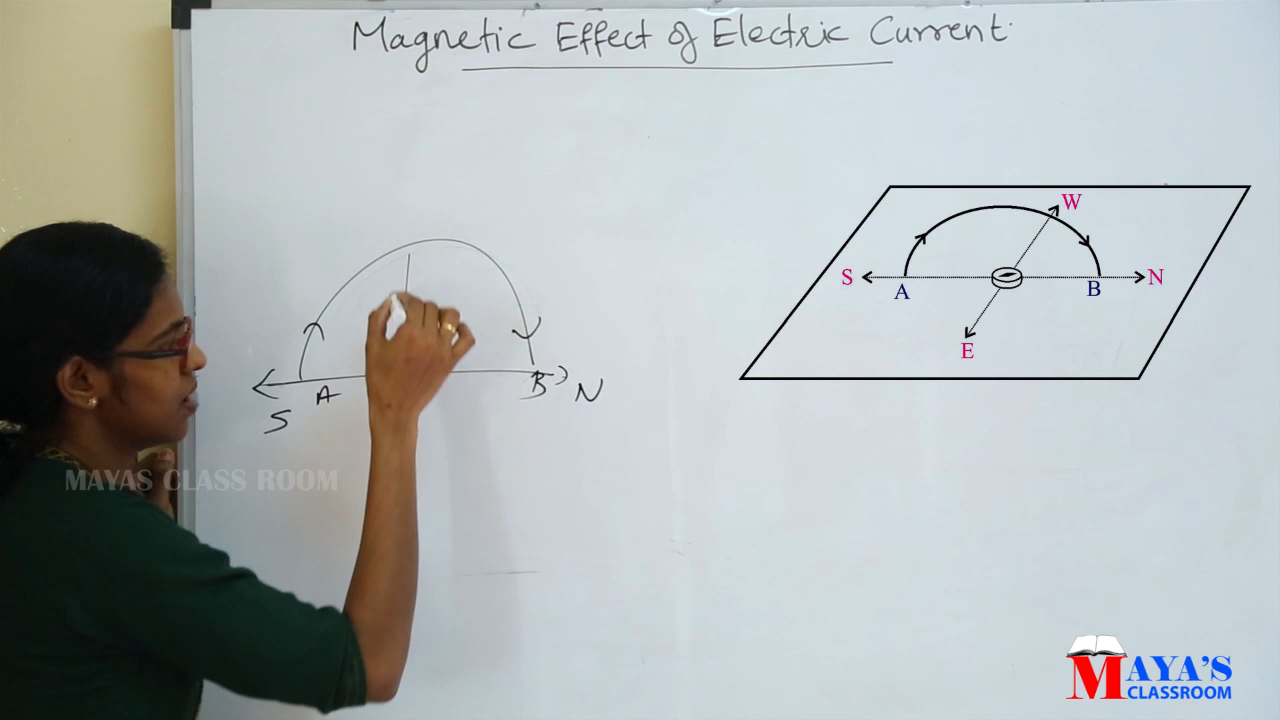 Magnetic Effect of Electric Current.
S A B N
W
S A B N
E
MAYAS CLASS ROOM
MAYA'S
CLASSROOM